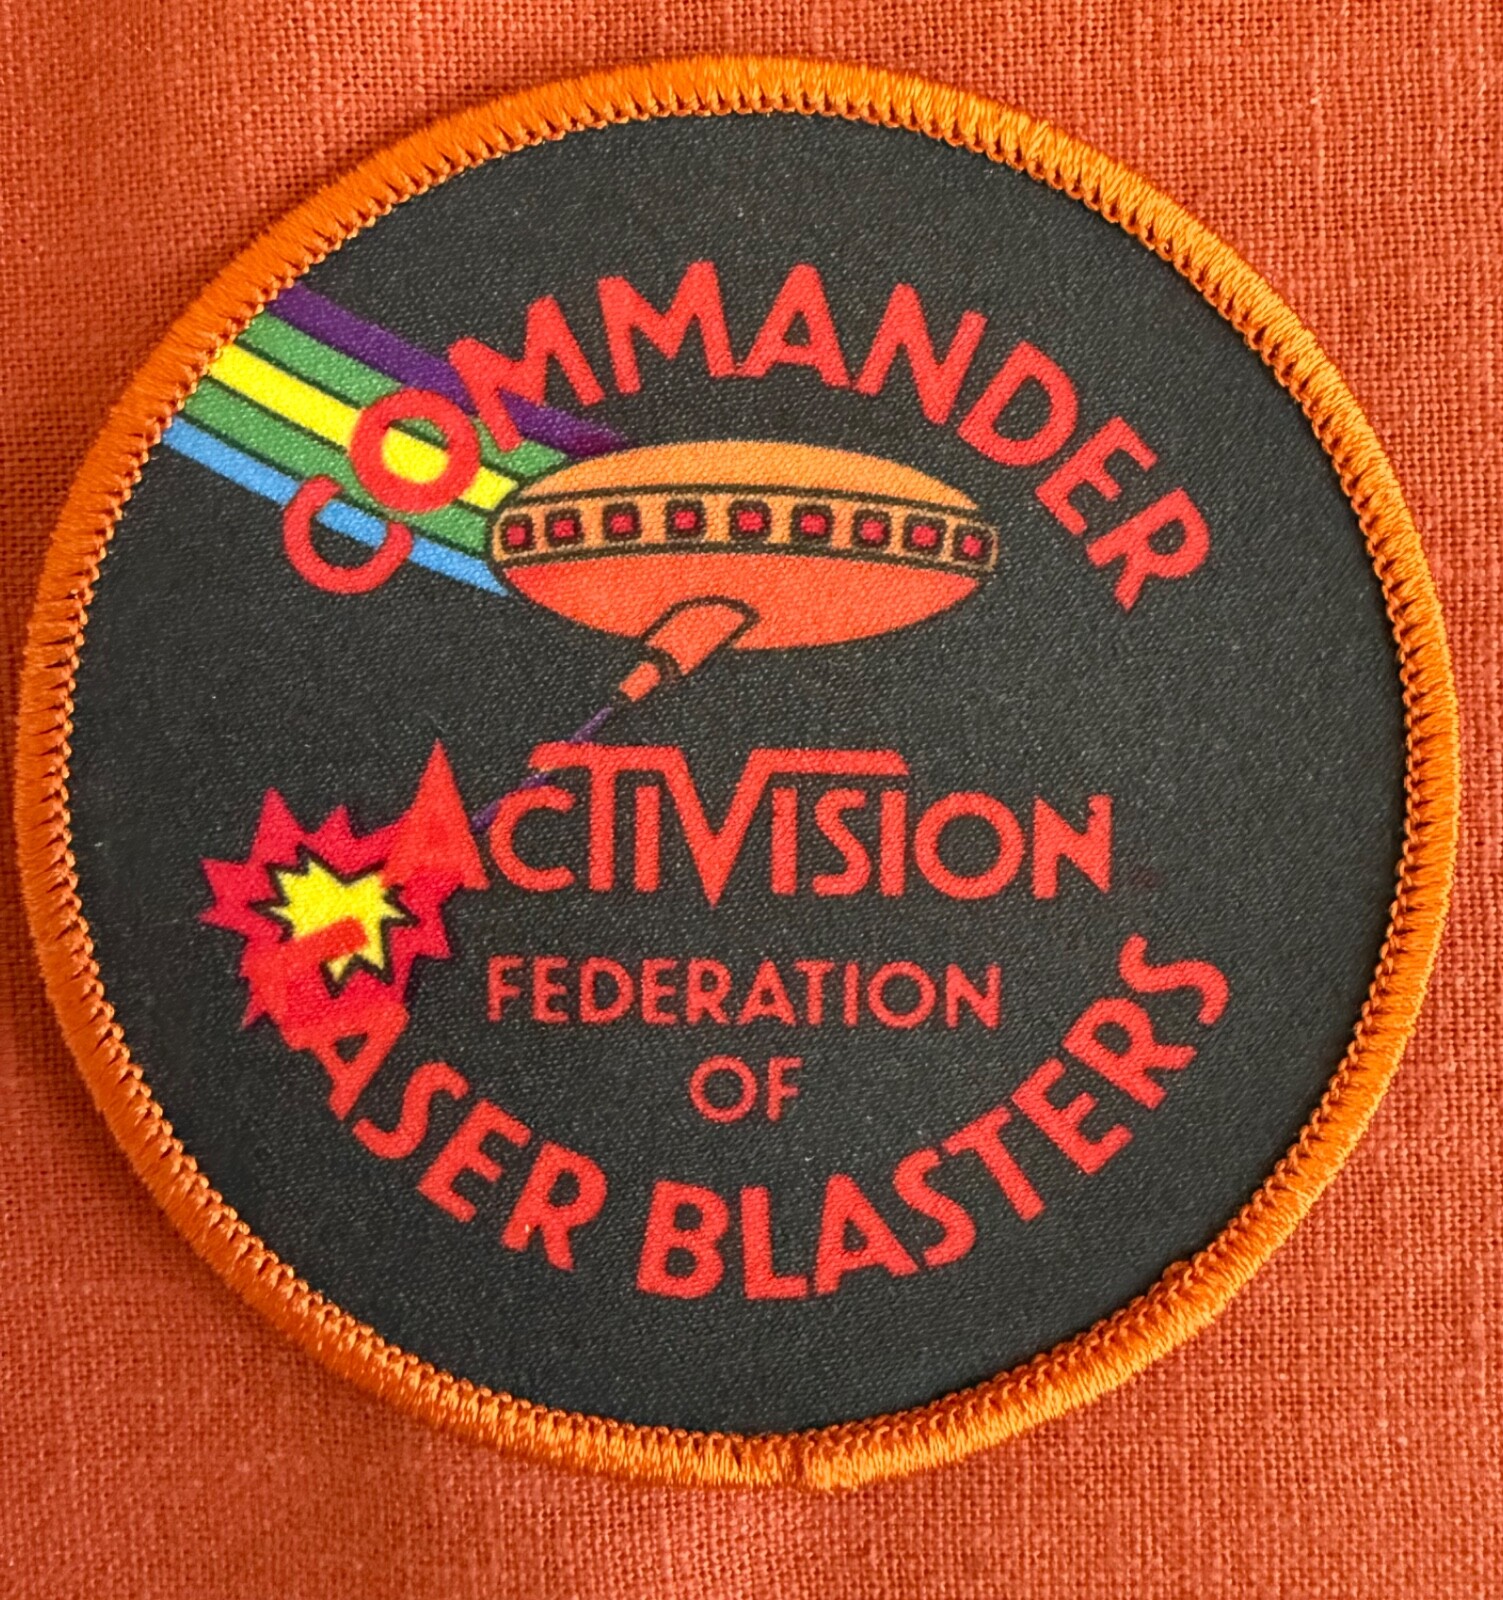 COMMANDER
ACTIVISION
FEDERATION
OF
LASER BLASTERS